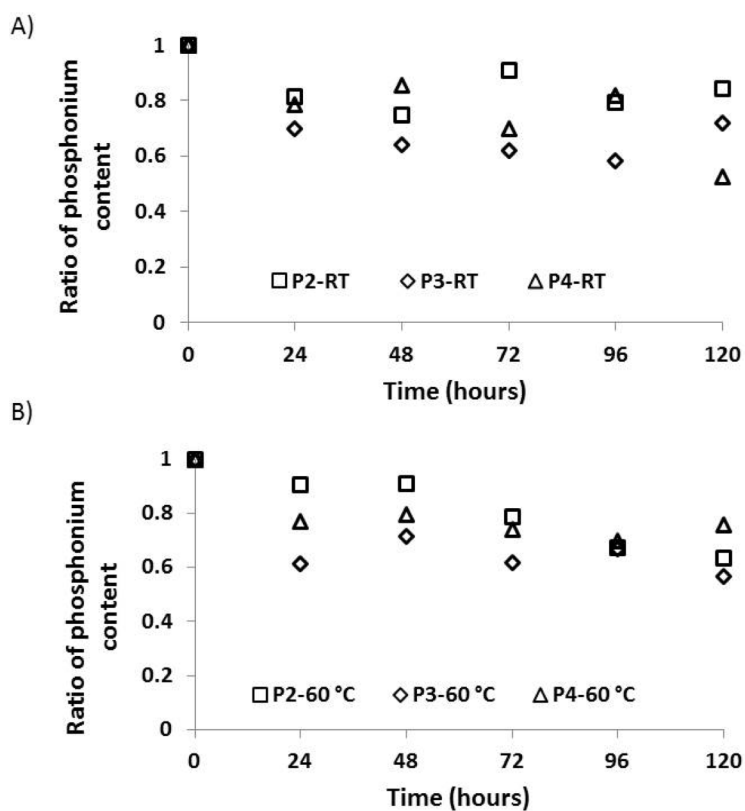 A)
Ratio of phosphonium
content
1
0.8
0.6
0.4
0.2
0
P2-RT P3-RT P4-RT
0 24 48 72 96 120
Time (hours)
B)
Ratio of phosphonium
content
1
0.8
0.6
0.4
0.2
0
P2-60 °C P3-60 °C P4-60 °C
0 24 48 72 96 120
Time (hours)